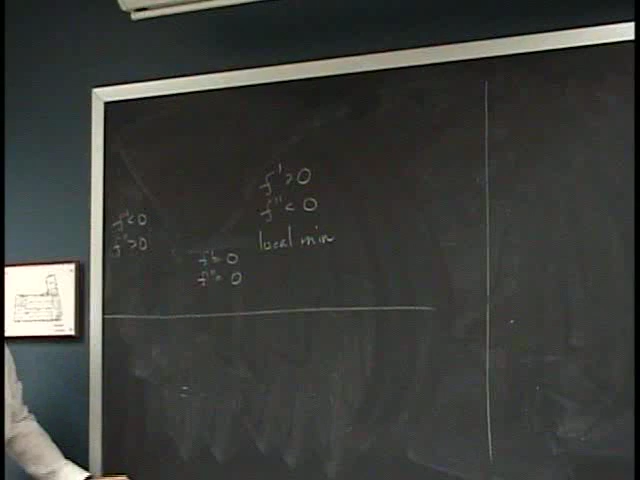 f' > 0
f'' < 0
local min
f' < 0
f'' > 0
f' = 0
f'' = 0